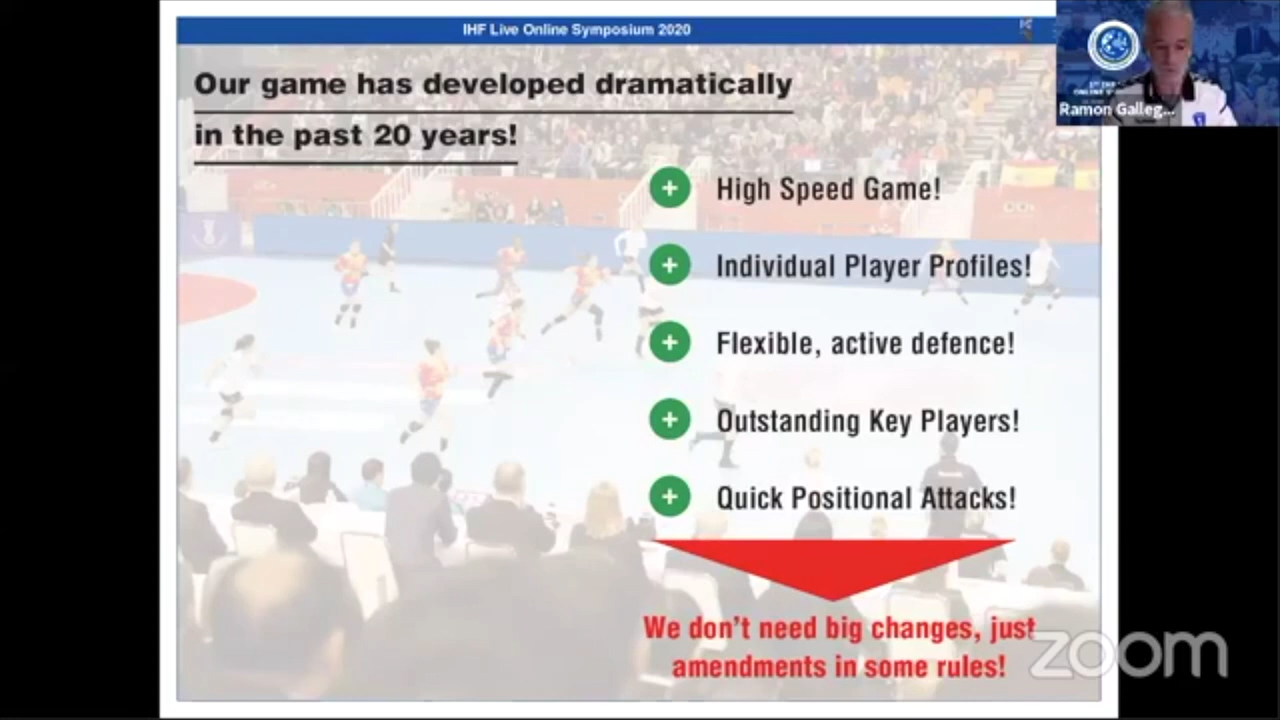 IHF Live Online Symposium 2020
Our game has developed dramatically
in the past 20 years!
High Speed Game!
Individual Player Profiles!
Flexible, active defence!
Outstanding Key Players!
Quick Positional Attacks!
We don't need big changes, just
amendments in some rules!
Ramon Galleg...
zoom